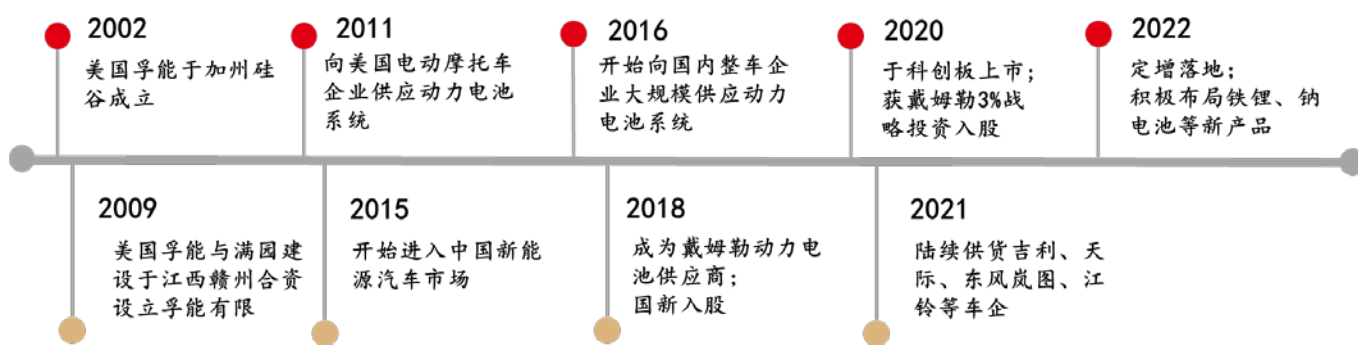 2002
美国孚能于加州硅
谷成立
2011
向美国电动摩托车
企业供应动力电池
系统
2016
开始向国内整车企
业大规模供应动力
电池系统
2020
于科创板上市；
获戴姆勒3%战
略投资入股
2022
定增落地；
积极布局铁锂、钠
电池等新产品
2009
美国孚能与满园建
设于江西赣州合资
设立孚能有限
2015
开始进入中国新能
源汽车市场
2018
成为戴姆勒动力电
池供应商；
国新入股
2021
陆续供货吉利、天
际、东风岚图、江
铃等车企